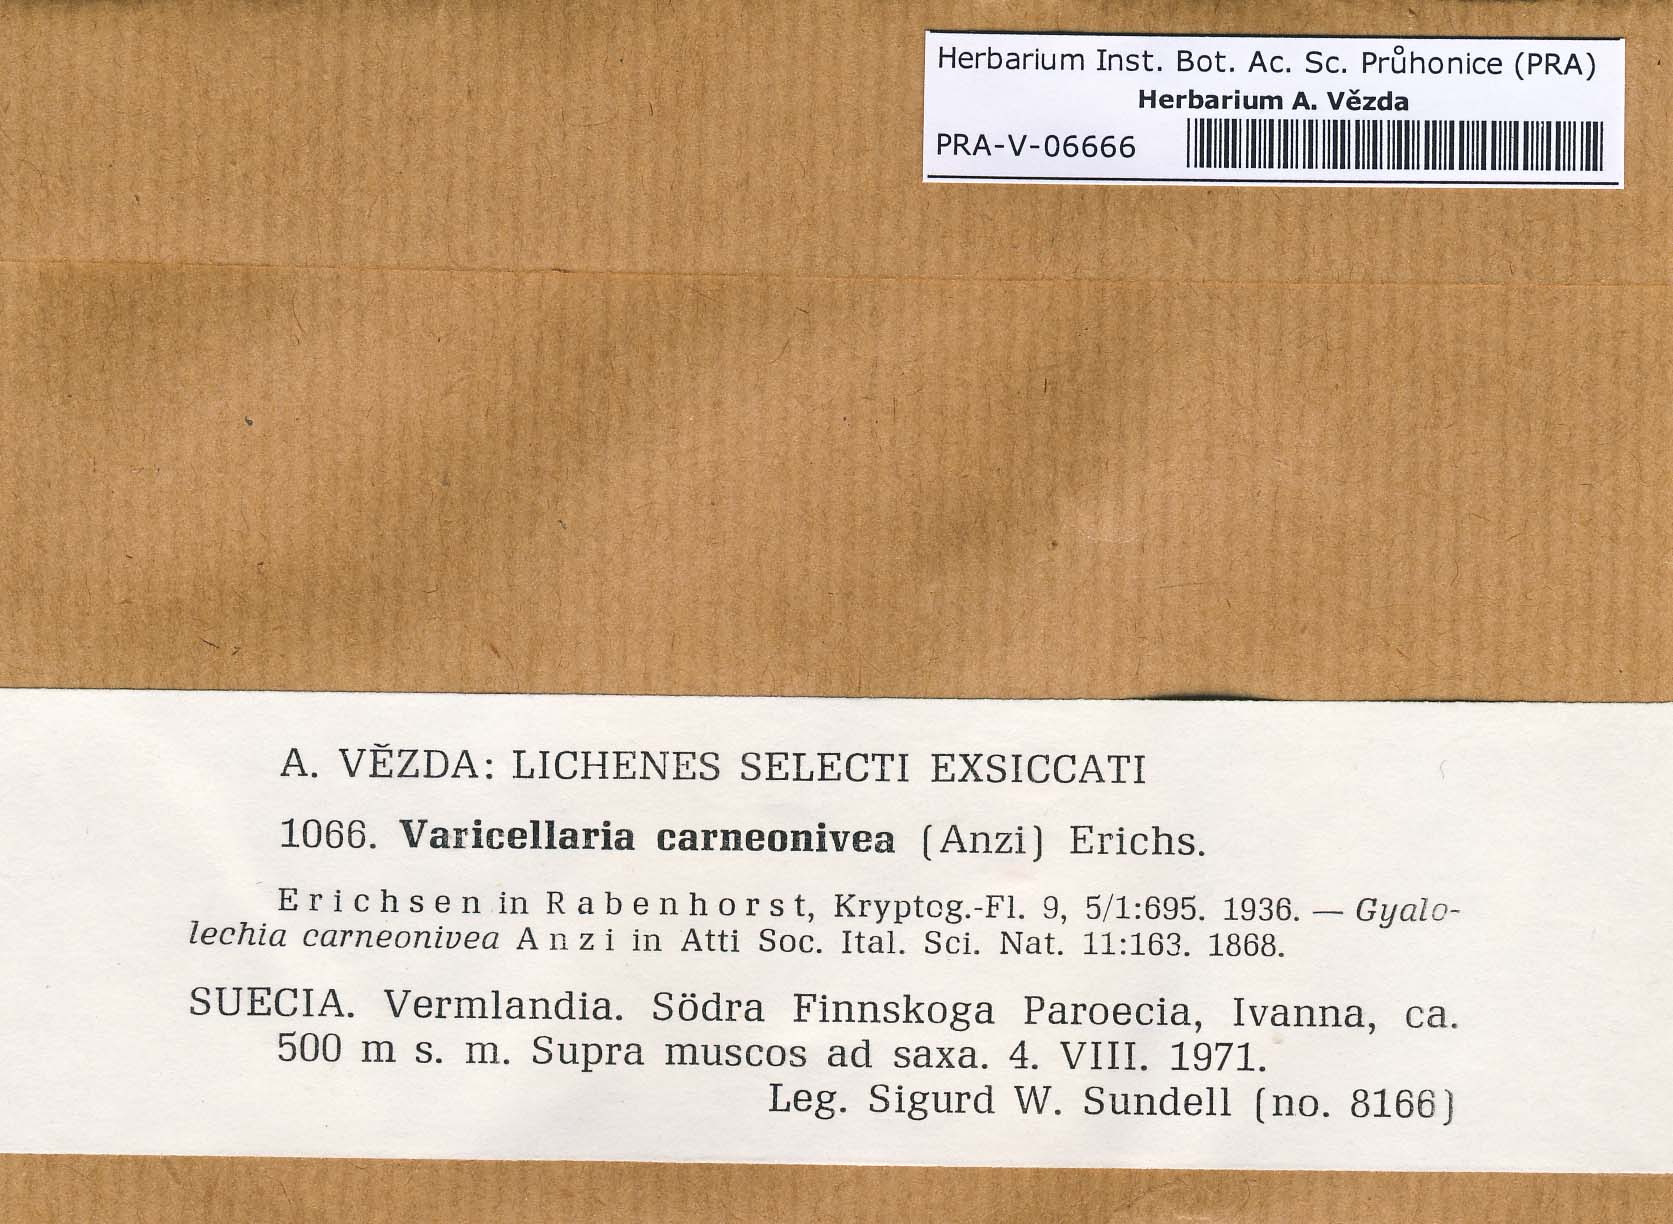 Herbarium Inst. Bot. Ac. Sc. Průhonice (PRA)
Herbarium A. Vězda
PRA-V-06666
A. VĚZDA: LICHENES SELECTI EXSICCATI
1066. Varicellaria carneonivea (Anzi) Erichs.
Erichsen in Rabenhorst, Kryptog.-Fl. 9, 5/1:695. 1936. — Gyalo-
lechia carneonivea Anzi in Atti Soc. Ital. Sci. Nat. 11:163. 1868.
SUECIA. Vermlandia. Södra Finnskoga Paroecia, Ivanna, ca.
500 m s. m. Supra muscos ad saxa. 4. VIII. 1971.
Leg. Sigurd W. Sundell (no. 8166)